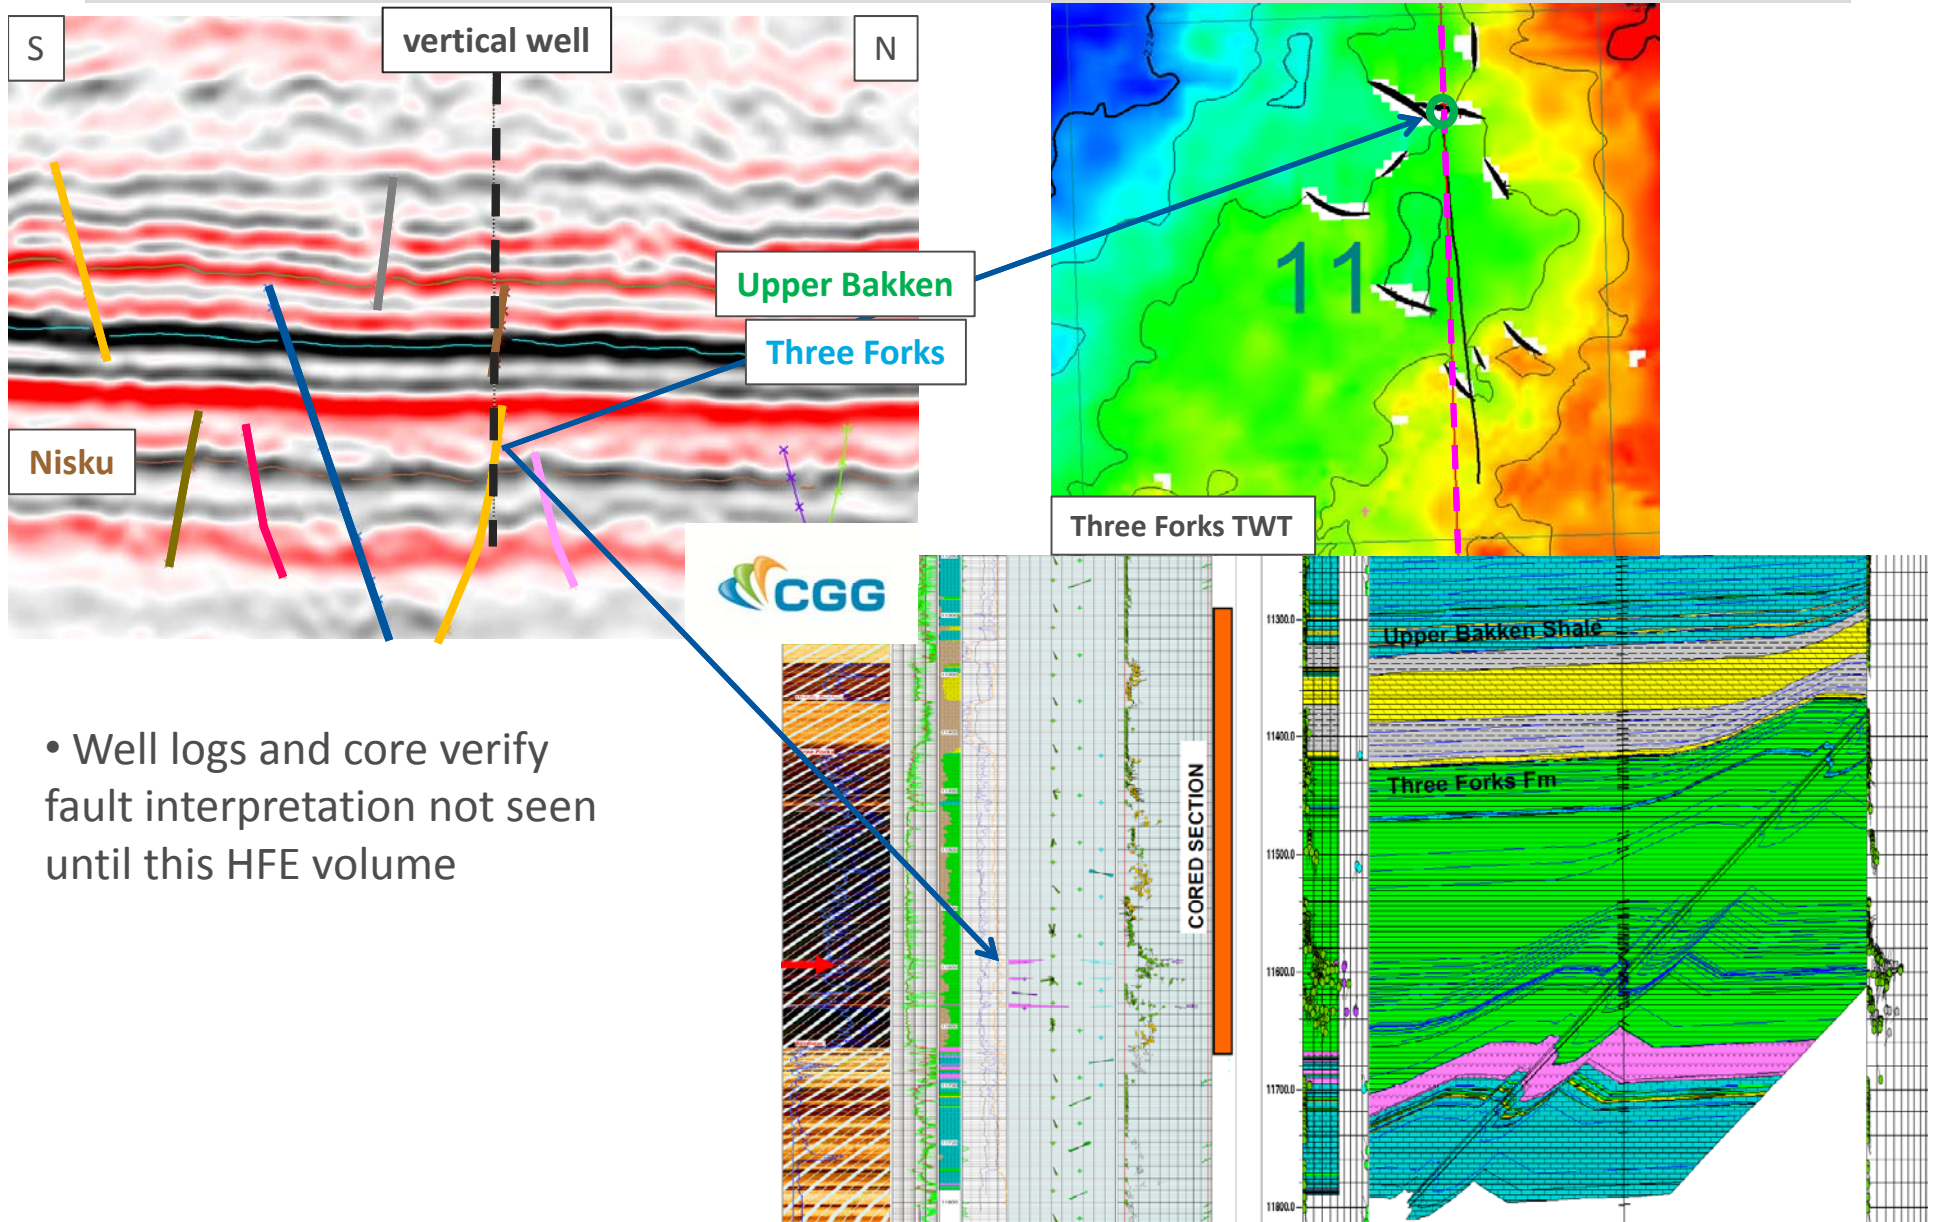 S
vertical well
N
Upper Bakken
Three Forks
Nisku
11
Three Forks TWT
CGG
• Well logs and core verify
fault interpretation not seen
until this HFE volume
CORED SECTION
11300.0
11400.0
11500.0
11600.0
11700.0
11800.0
Upper Bakken Shale
Three Forks Fm